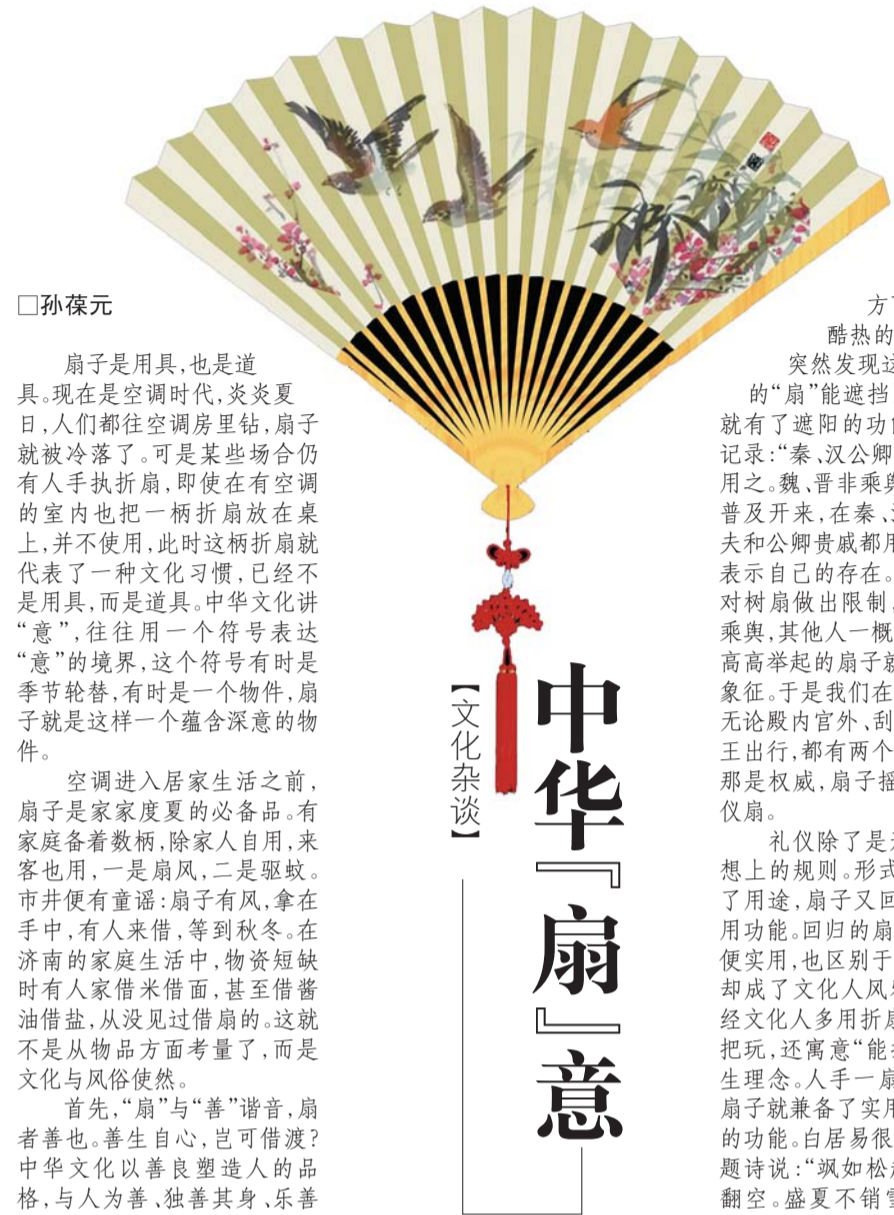 □孙葆元
扇子是用具，也是道
具。现在是空调时代，炎炎夏
日，人们都往空调房里钻，扇子
就被冷落了。可是某些场合仍
有人手执折扇，即使在有空调
的室内也把一柄折扇放在桌
上，并不使用，此时这柄折扇就
代表了一种文化习惯，已经不
是用具，而是道具。中华文化讲
“意”，往往用一个符号表达
“意”的境界，这个符号有时是
季节轮替，有时是一个物件，扇
子就是这样一个蕴含深意的物
件。
空调进入居家生活之前，
扇子是家家度夏的必备品。有
家庭备着数柄，除家人自用，来
客也用，一是扇风，二是驱蚊。
市井便有童谣：扇子有风，拿在
手中，有人来借，等到秋冬。在
济南的家庭生活中，物资短缺
时有人家借米借面，甚至借酱
油借盐，从没见过借扇的。这就
不是从物品方面考量了，而是
文化与风俗使然。
首先，“扇”与“善”谐音，扇
者善也。善生自心，岂可借渡？
中华文化以善良塑造人的品
格，与人为善、独善其身、乐善
【文化杂谈】
中华『扇』意
方
酷热的
突然发现这
的“扇”能遮挡
就有了遮阳的功能
记录：“秦、汉公卿
用之。魏、晋非乘舆
普及开来，在秦、
夫和公卿贵戚都用
表示自己的存在。
对树扇做出限制，
乘舆，其他人一概
高高举起的扇子就
象征。于是我们在
无论殿内宫外、刮
王出行，都有两个
那是权威，扇子摇
仪扇。
礼仪除了是
想上的规则。形式
了用途，扇子又回
用功能。回归的扇
便实用，也区别于
却成了文化人风雅
经文化人多用折扇
把玩，还寓意“能
生理念。人手一扇
扇子就兼备了实用
的功能。白居易很
题诗说：“飒如松起
翻空。盛夏不销雪